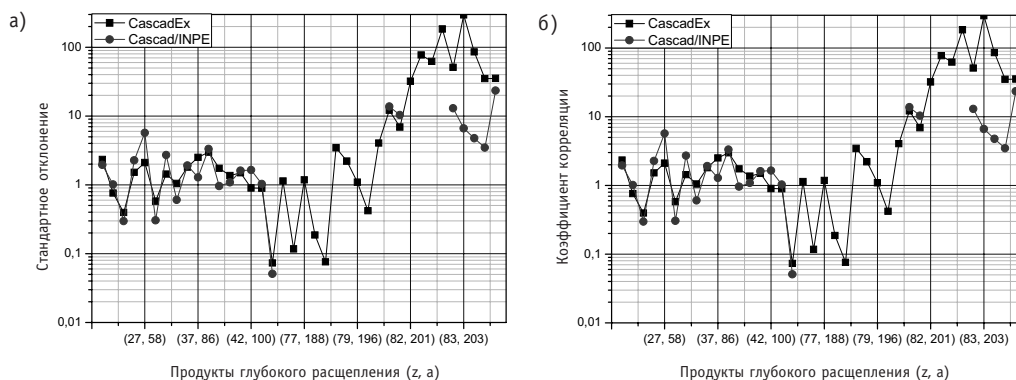 а)
CascadEx
Cascad/INPE
Стандартное отклонение
100
10
1
0,1
0,01
(27, 58) (37, 86) (42, 100) (77, 188) (79, 196) (82, 201) (83, 203)
Продукты глубокого расщепления (z, a)
б)
CascadEx
Cascad/INPE
Коэффициент корреляции
100
10
1
0,1
0,01
(27, 58) (37, 86) (42, 100) (77, 188) (79, 196) (82, 201) (83, 203)
Продукты глубокого расщепления (z, a)